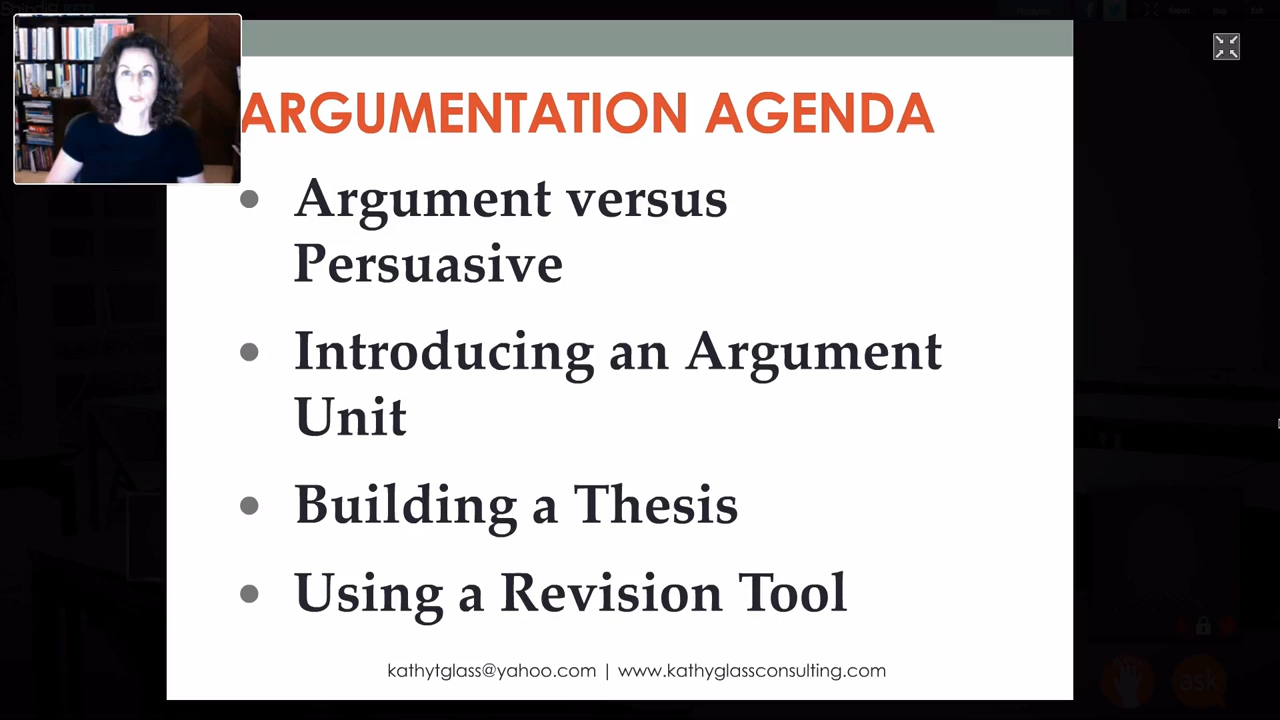 ARGUMENTATION AGENDA
• Argument versus
Persuasive
• Introducing an Argument
Unit
• Building a Thesis
• Using a Revision Tool
kathytglass@yahoo.com | www.kathyglassconsulting.com
ask